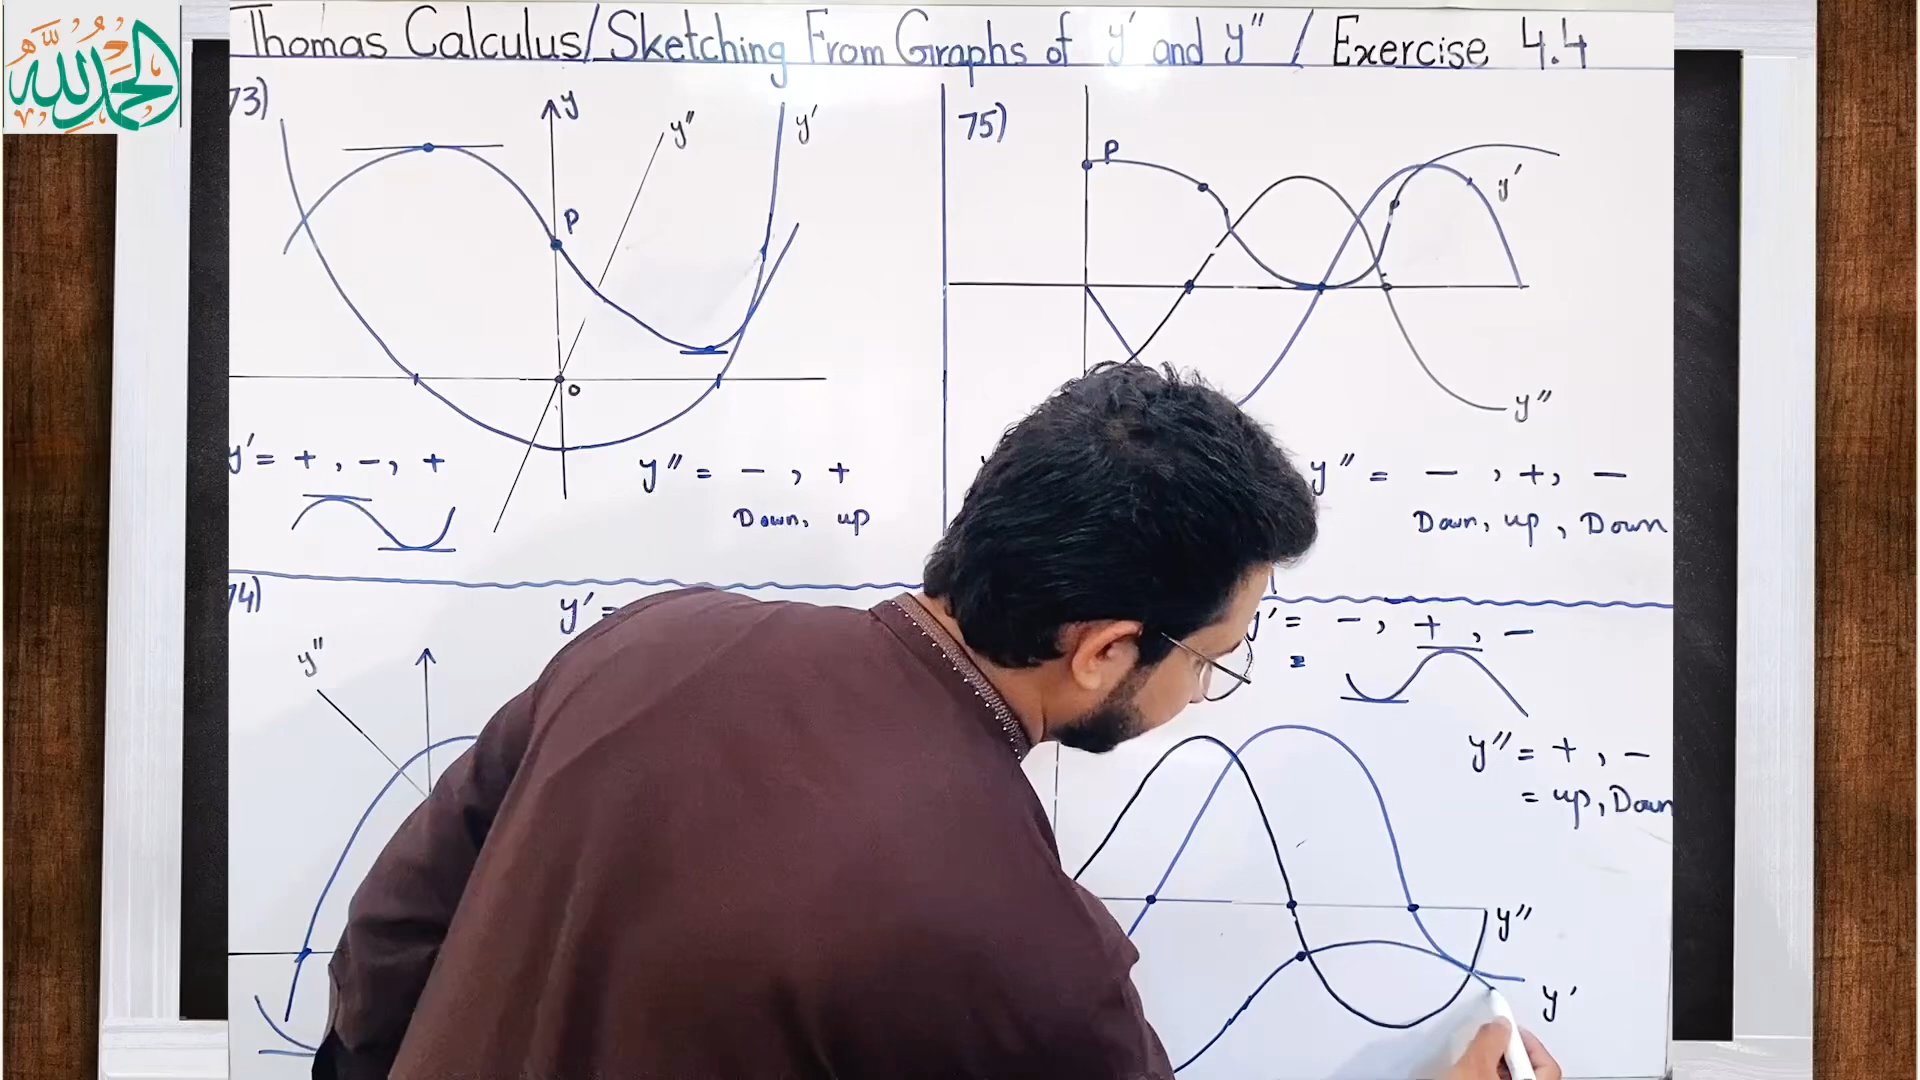 الحمد لله
Thomas Calculus/Sketching From Graphs of y' and y" / Exercise 4.4
73)
y
y"
y'
P
o
y' = + , - , +
y" = - , +
Down, up
75)
P
y'
y"
y" = - , + , -
Down, up , Down
74)
y' =
y"
y' = - , + , -
=
y" = + , -
= up, Down
y"
y'